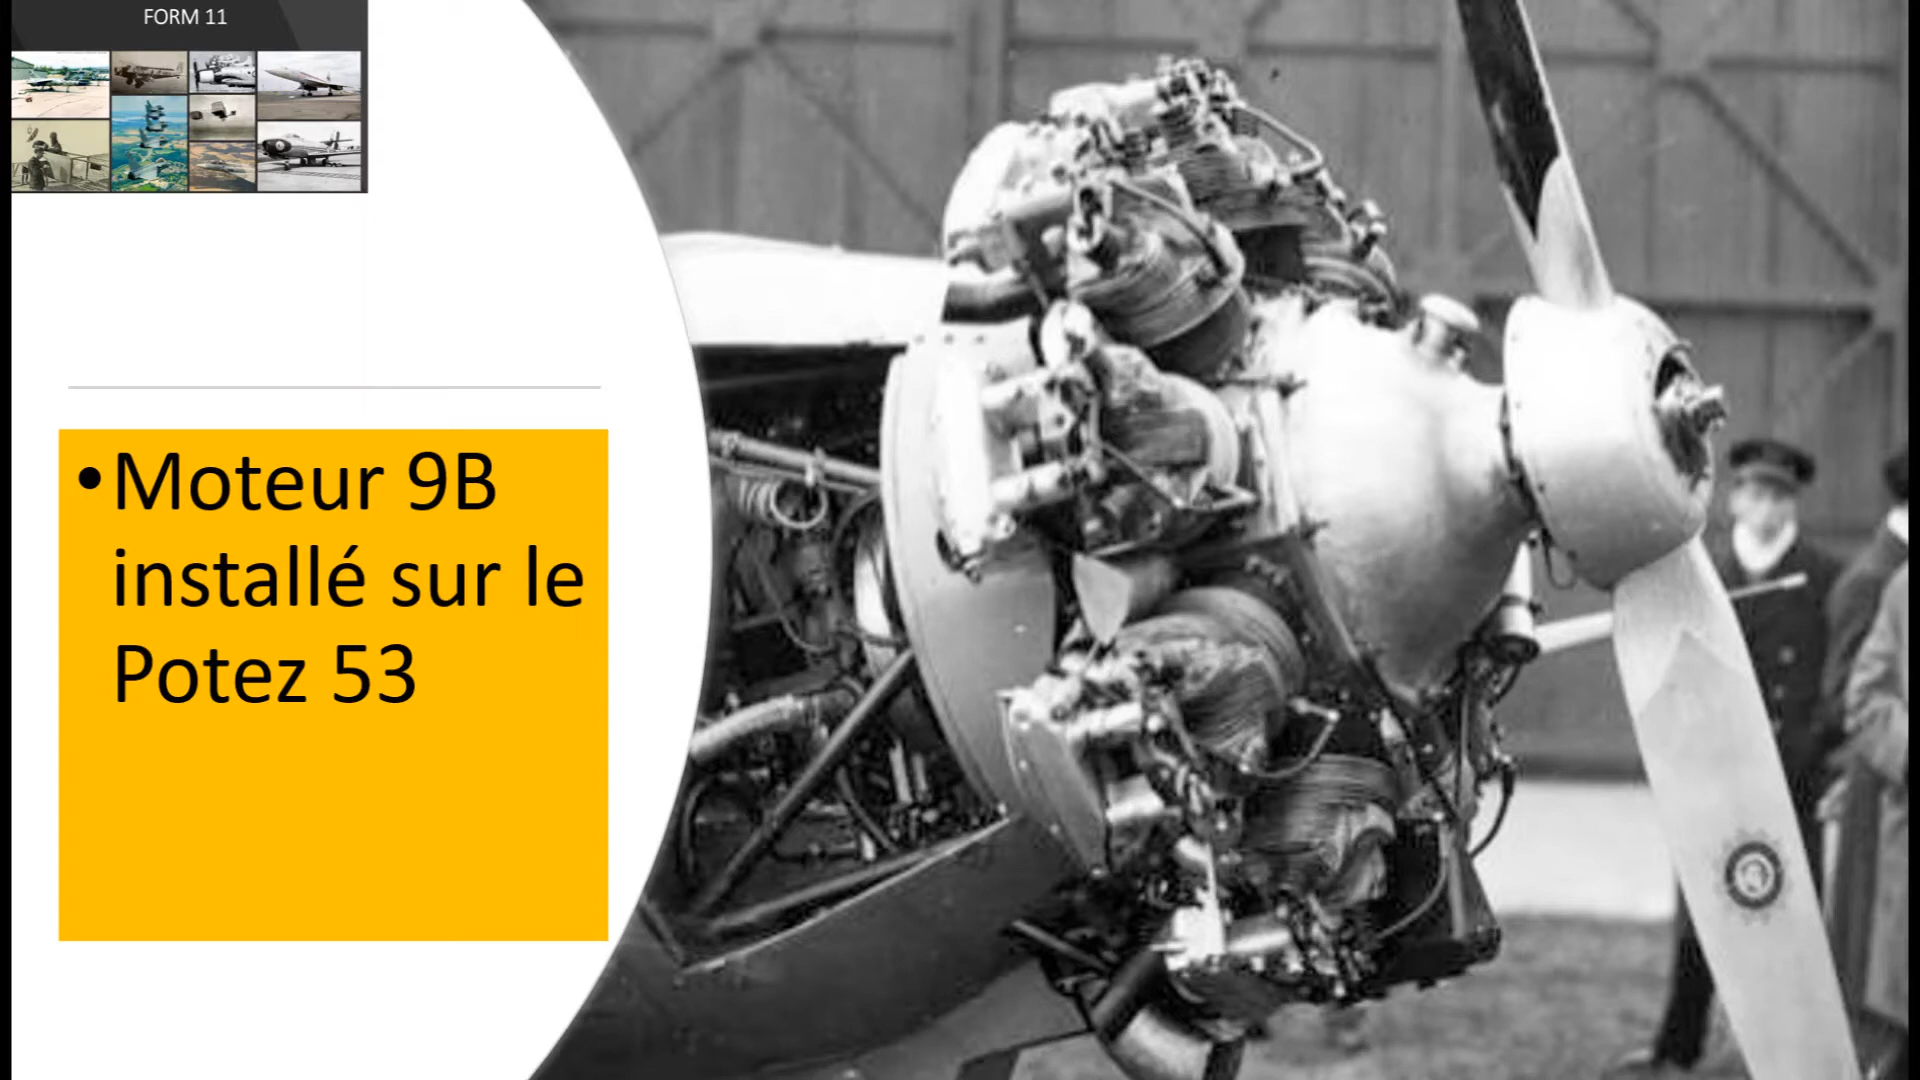 FORM 11
•Moteur 9B
installé sur le
Potez 53